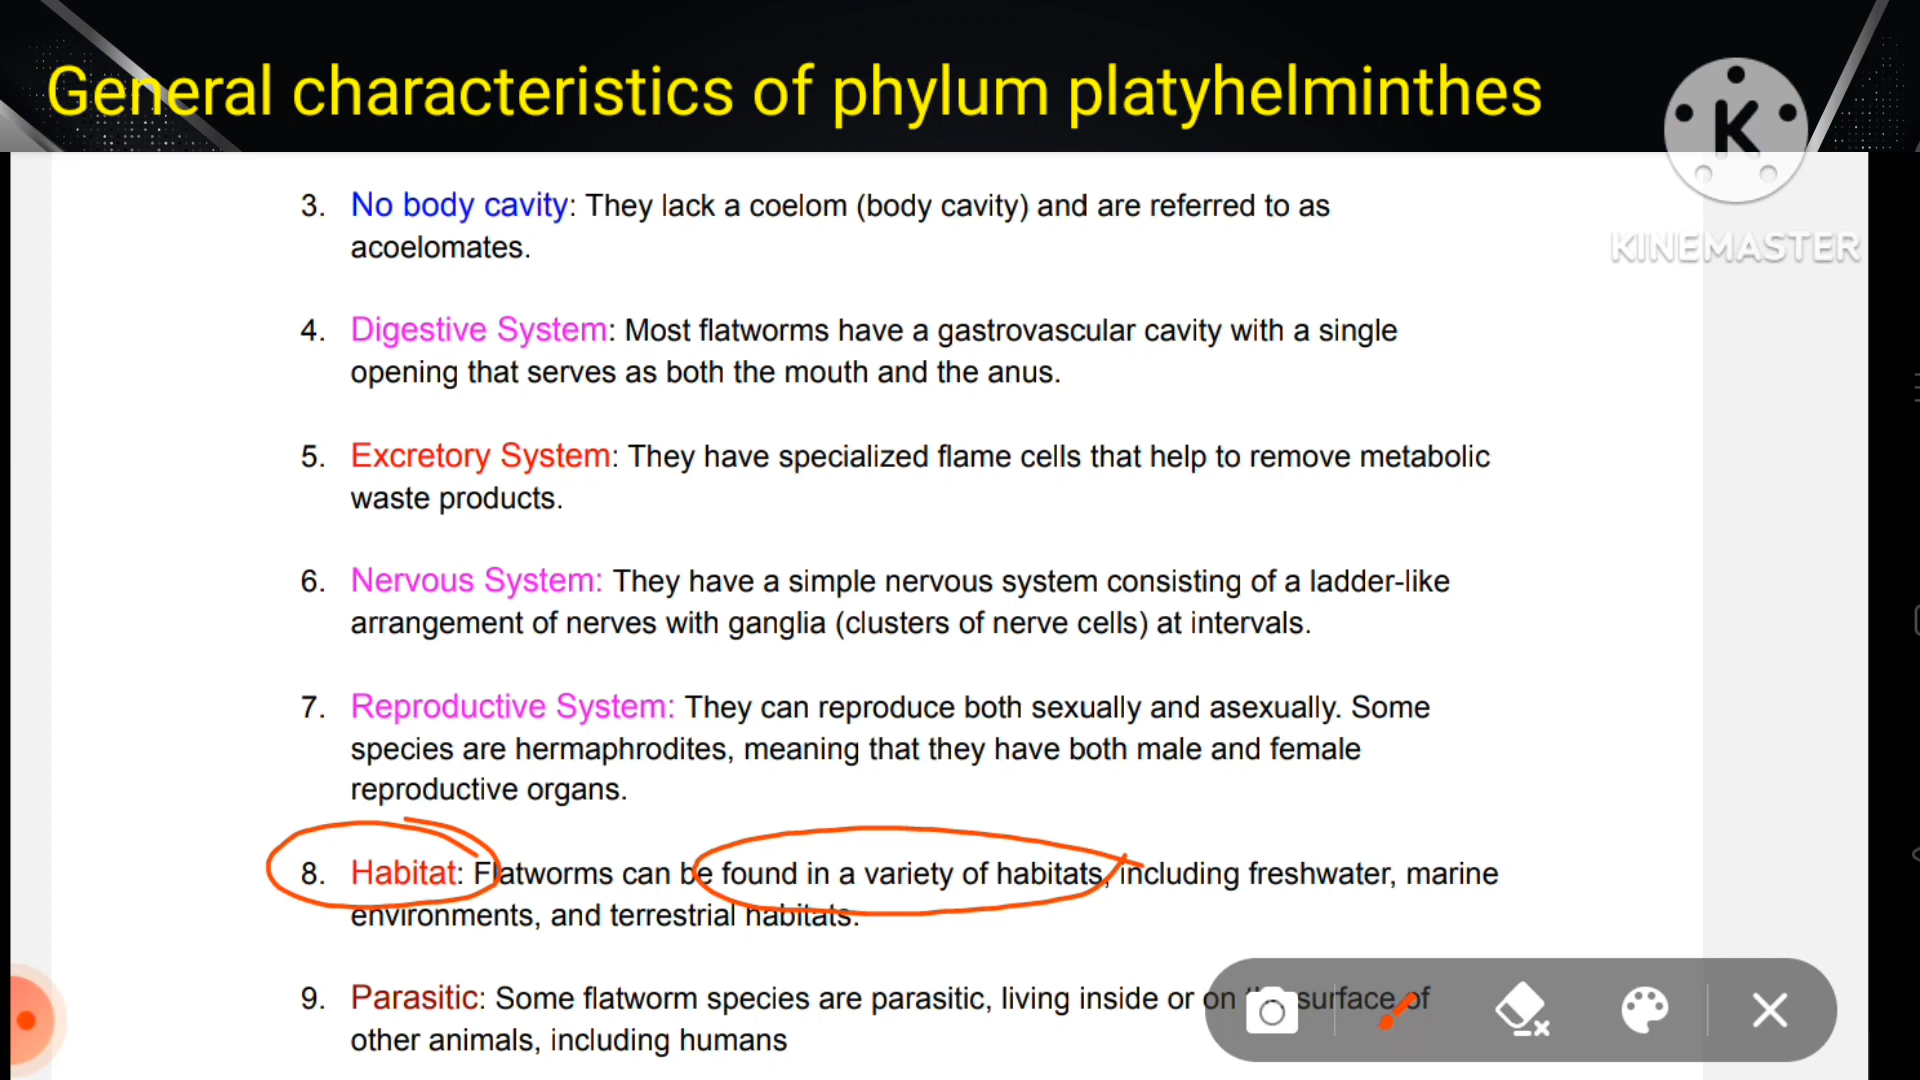 General characteristics of phylum platyhelminthes
K
KINEMASTER
3. No body cavity: They lack a coelom (body cavity) and are referred to as
acoelomates.
4. Digestive System: Most flatworms have a gastrovascular cavity with a single
opening that serves as both the mouth and the anus.
5. Excretory System: They have specialized flame cells that help to remove metabolic
waste products.
6. Nervous System: They have a simple nervous system consisting of a ladder-like
arrangement of nerves with ganglia (clusters of nerve cells) at intervals.
7. Reproductive System: They can reproduce both sexually and asexually. Some
species are hermaphrodites, meaning that they have both male and female
reproductive organs.
8. Habitat: Flatworms can be found in a variety of habitats, including freshwater, marine
environments, and terrestrial habitats.
9. Parasitic: Some flatworm species are parasitic, living inside or on the surface of
other animals, including humans